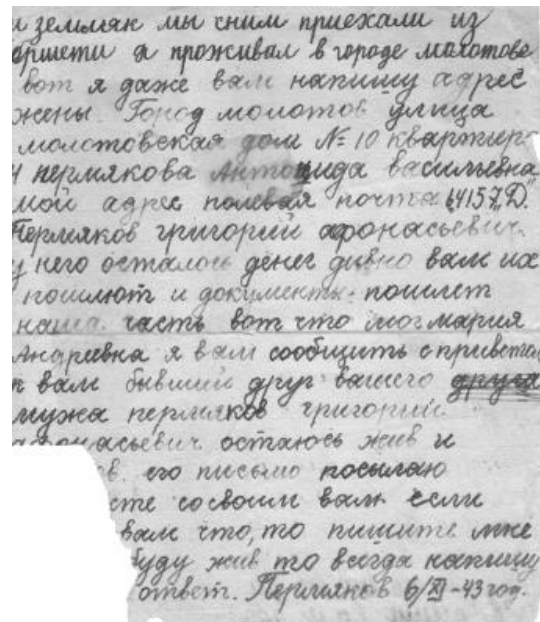 и земляк мы сним приехали из
а проживал в городе молотове
вот я даже вам напишу адрес
жены. Город молотов улица
молотовская дом № 10 квартира
4 пермякова Антонида васильевна
мой адрес полевая почта 64157„Д."
Пермяков григорий афонасьевич.
у него осталось денег дивно вам их
пошлют и документы. пошлет
наша. часть вот что мог мария
Андреевна я вам сообщить с приветом
к вам бывший друг вашего друга
мужа пермяков григорий
афонасьевич остаюсь жив и
его письмо посылаю
сте со своим вам если
вам что, то пишите мне
буду жив то всегда напишу
ответ. Пермяков 6/XI-43 год.